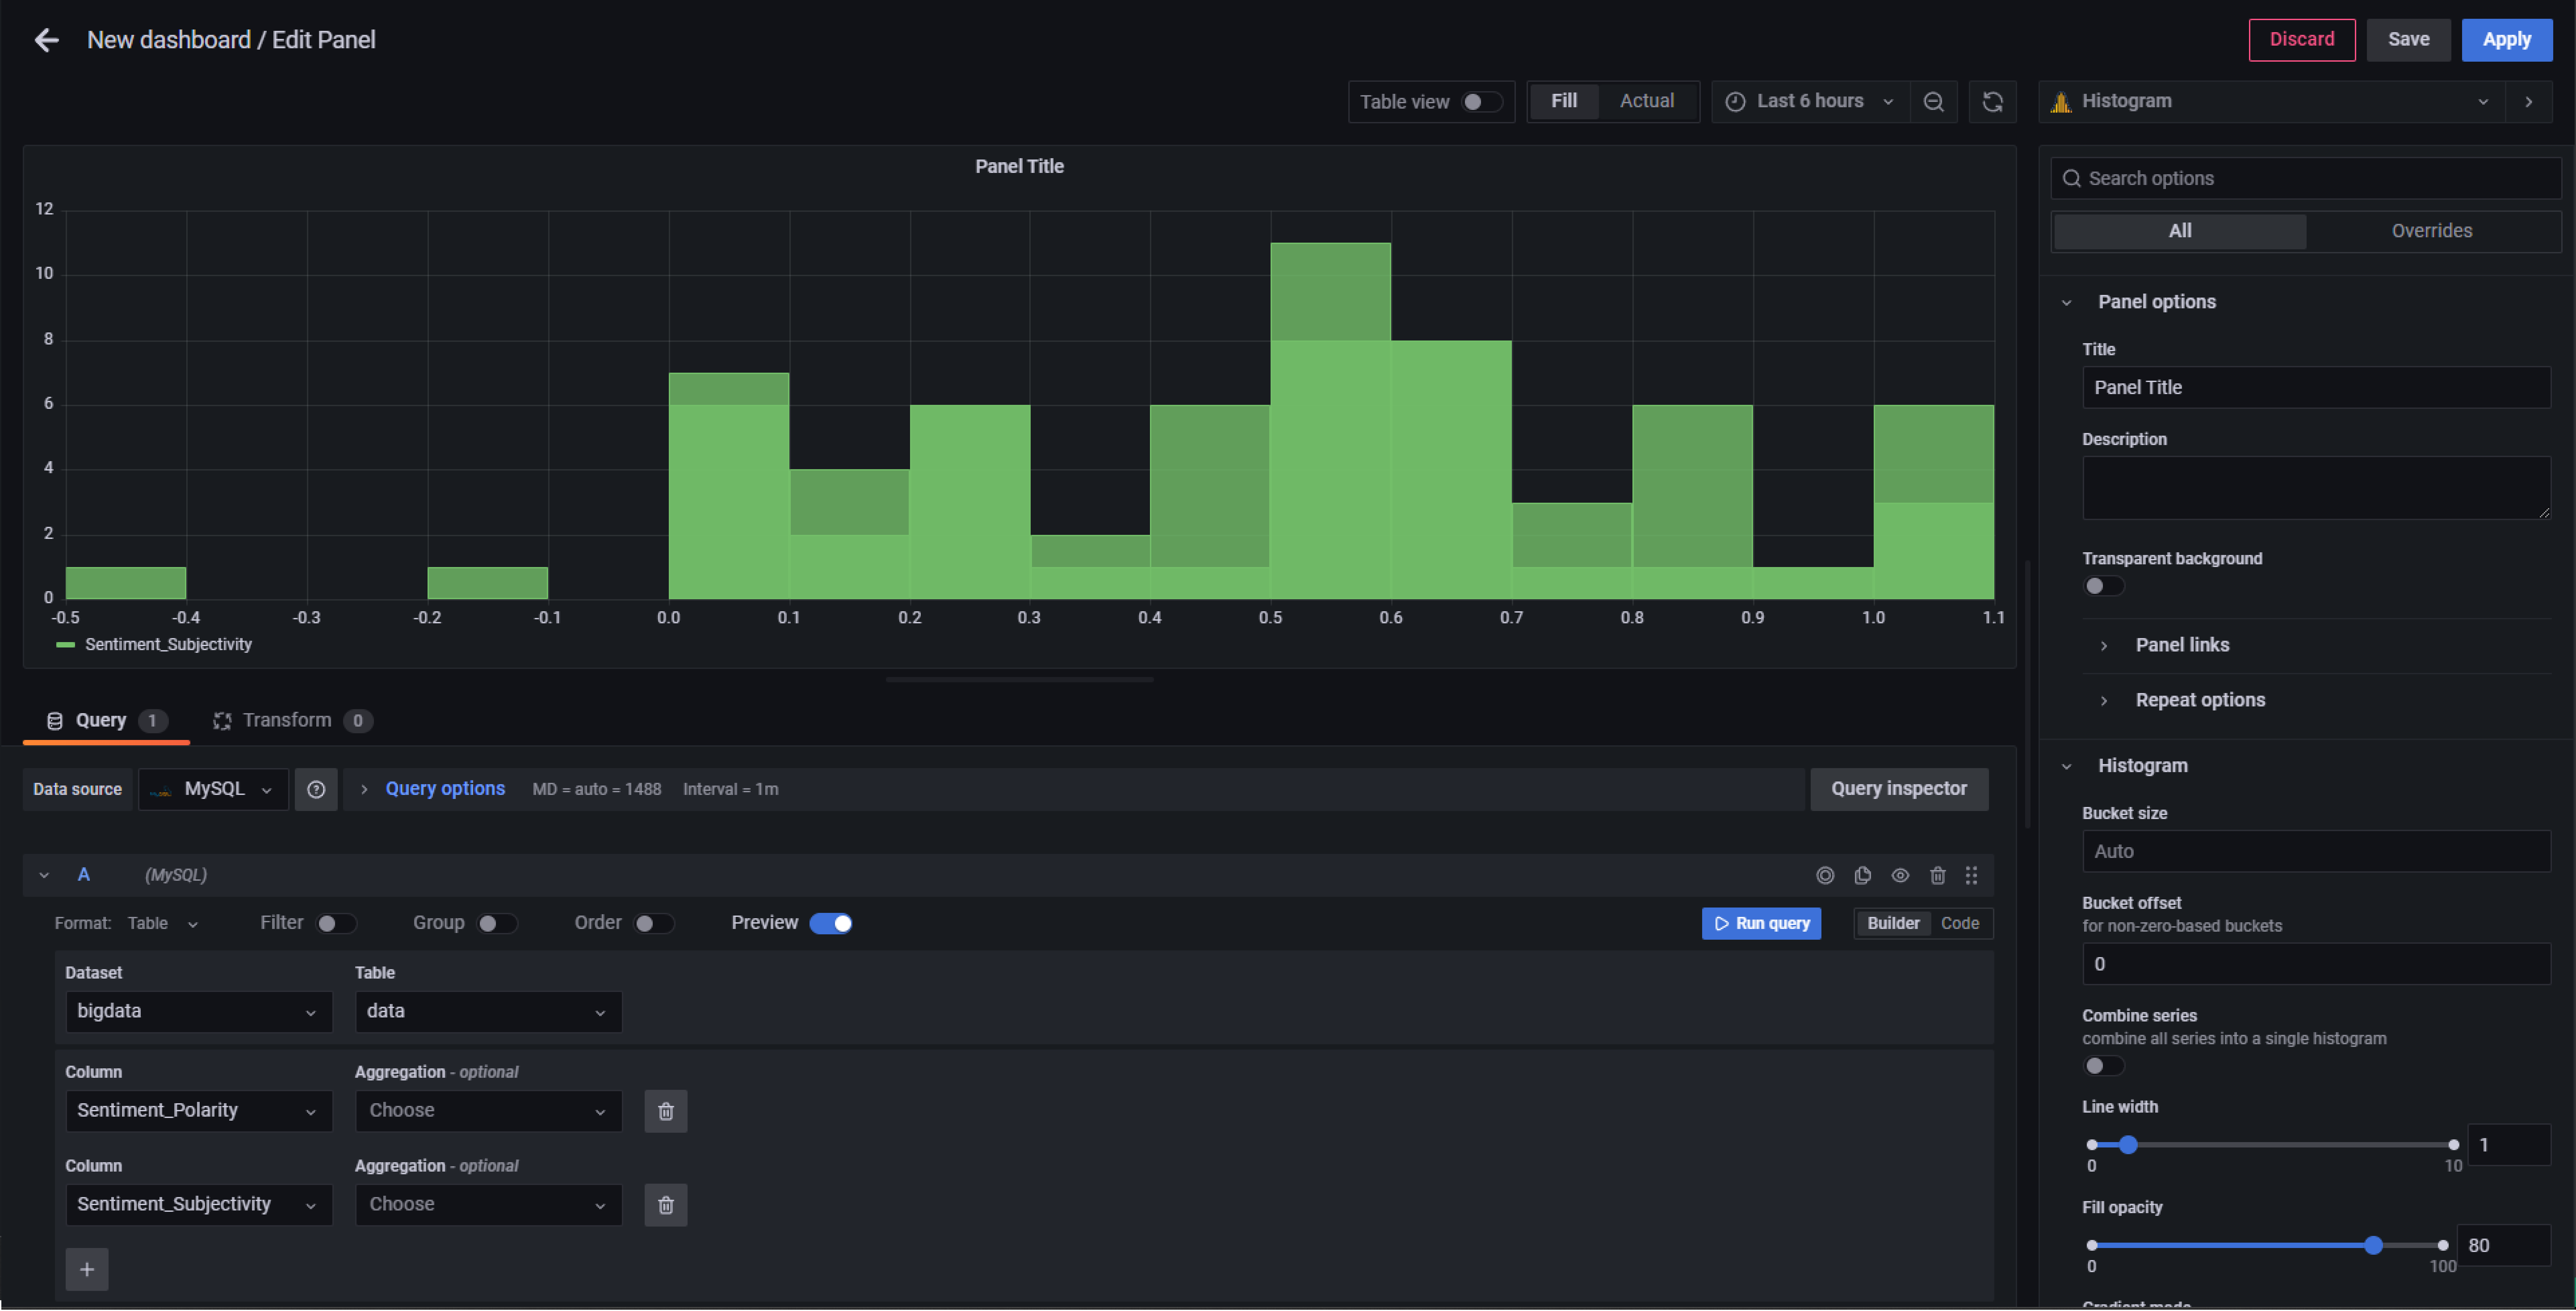 New dashboard / Edit Panel
Discard
Save
Apply
Table view
Fill
Actual
Last 6 hours
Histogram
Panel Title
12
10
8
6
4
2
0
-0.5
-0.4
-0.3
-0.2
-0.1
0.0
0.1
0.2
0.3
0.4
0.5
0.6
0.7
0.8
0.9
1.0
1.1
Sentiment_Subjectivity
Search options
All
Overrides
Panel options
Title
Panel Title
Description
Transparent background
Panel links
Repeat options
Histogram
Bucket size
Auto
Bucket offset
for non-zero-based buckets
0
Combine series
combine all series into a single histogram
Line width
0
10
1
Fill opacity
0
100
80
Gradient mode
Query 1
Transform 0
Data source
MySQL
Query options
MD = auto = 1488
Interval = 1m
Query inspector
A
(MySQL)
Format: Table
Filter
Group
Order
Preview
Run query
Builder
Code
Dataset
Table
bigdata
data
Column
Aggregation - optional
Sentiment_Polarity
Choose
Column
Aggregation - optional
Sentiment_Subjectivity
Choose
+